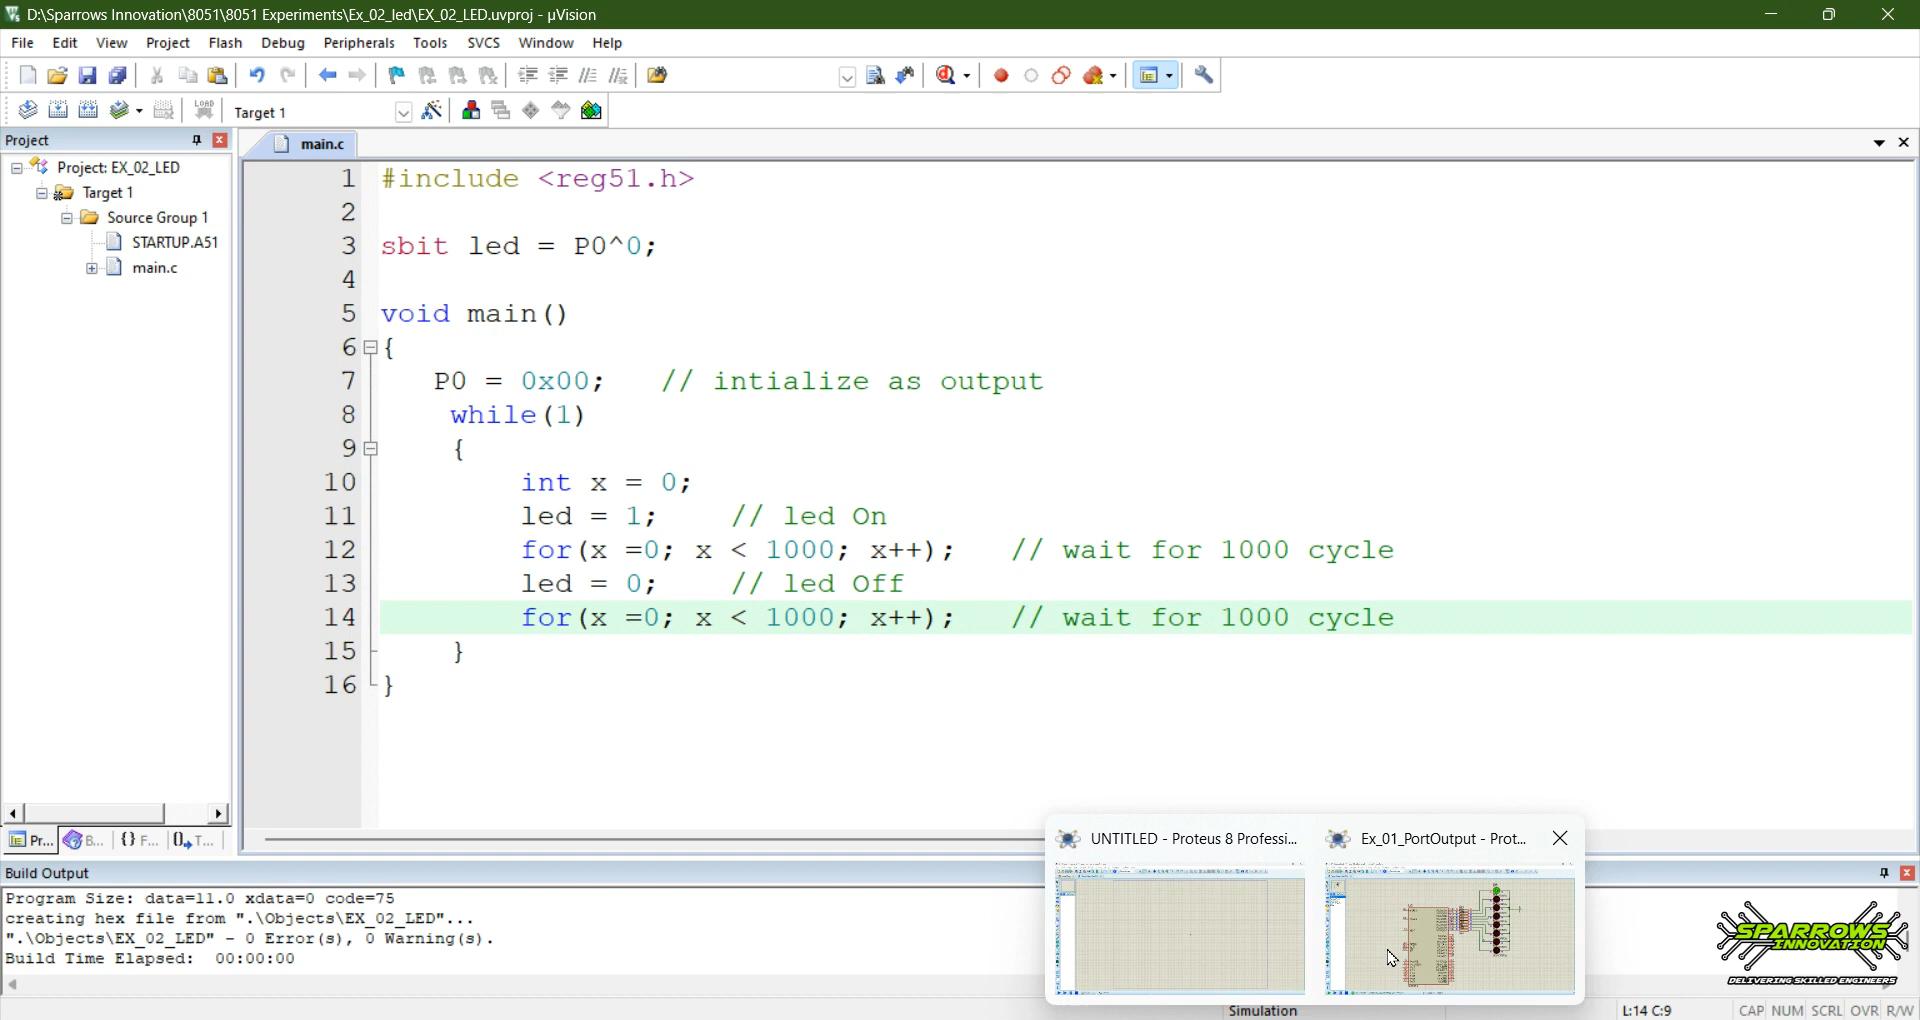 D:\Sparrows Innovation\8051\8051 Experiments\Ex_02_led\EX_02_LED.uvproj - µVision
File Edit View Project Flash Debug Peripherals Tools SVCS Window Help
LOAD
Target 1
Project
main.c
Project: EX_02_LED
Target 1
Source Group 1
STARTUP.A51
main.c
1 #include <reg51.h>
2
3 sbit led = P0^0;
4
5 void main()
6 {
7 P0 = 0x00; // intialize as output
8 while(1)
9 {
10 int x = 0;
11 led = 1; // led On
12 for(x =0; x < 1000; x++); // wait for 1000 cycle
13 led = 0; // led Off
14 for(x =0; x < 1000; x++); // wait for 1000 cycle
15 }
16 }
Pr... B... {} F... {} T...
UNTITLED - Proteus 8 Professi...
Ex_01_PortOutput - Prot...
Build Output
Program Size: data=11.0 xdata=0 code=75
creating hex file from ".\Objects\EX_02_LED"...
".\Objects\EX_02_LED" - 0 Error(s), 0 Warning(s).
Build Time Elapsed: 00:00:00
SPARROWS
INNOVATION
DELIVERING SKILLED ENGINEERS
Simulation L:14 C:9 CAP NUM SCRL OVR R/W